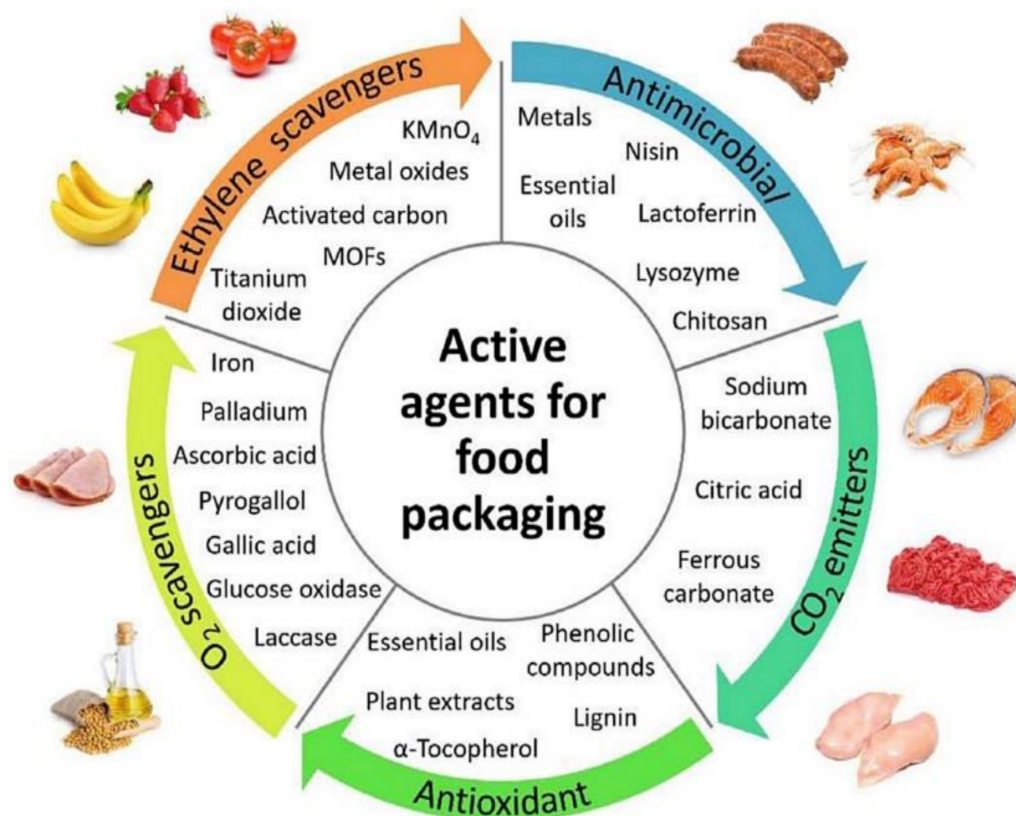 Ethylene scavengers
KMnO₄
Metal oxides
Activated carbon
MOFs
Titanium
dioxide
Antimicrobial
Metals
Nisin
Essential
oils
Lactoferrin
Lysozyme
Chitosan
Active
agents for
food
packaging
CO₂ emitters
Sodium
bicarbonate
Citric acid
Ferrous
carbonate
Antioxidant
Essential oils
Phenolic
compounds
Plant extracts
Lignin
α-Tocopherol
O₂ scavengers
Iron
Palladium
Ascorbic acid
Pyrogallol
Gallic acid
Glucose oxidase
Laccase